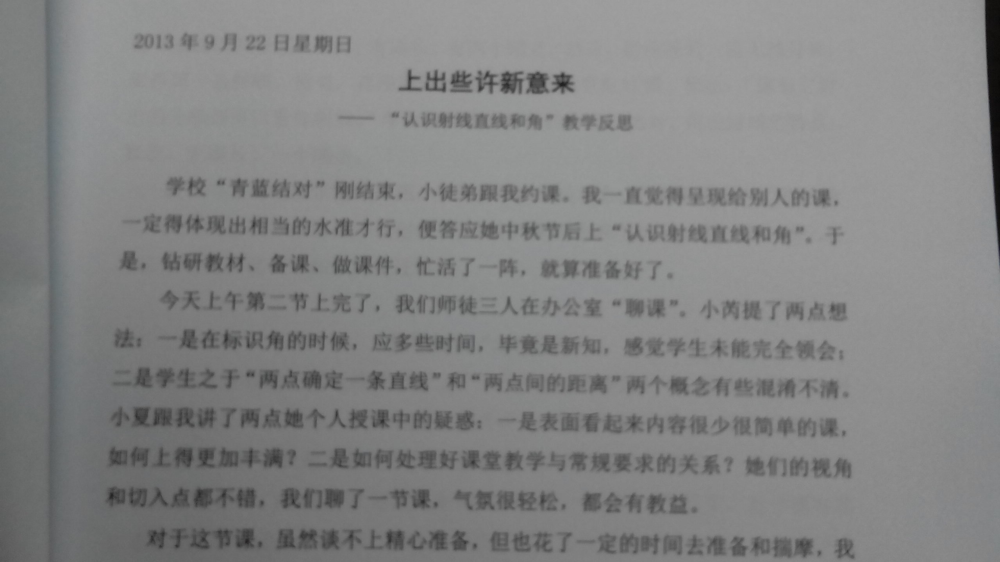 2013 年 9 月 22 日星期日
上出些许新意来
—— “认识射线直线和角”教学反思
学校“青蓝结对”刚结束，小徒弟跟我约课。我一直觉得呈现给别人的课，
一定得体现出相当的水准才行，便答应她中秋节后上“认识射线直线和角”。于
是，钻研教材、备课、做课件，忙活了一阵，就算准备好了。
今天上午第二节上完了，我们师徒三人在办公室“聊课”。小芮提了两点想
法：一是在标识角的时候，应多些时间，毕竟是新知，感觉学生未能完全领会；
二是学生之于“两点确定一条直线”和“两点间的距离”两个概念有些混淆不清。
小夏跟我讲了两点她个人授课中的疑惑：一是表面看起来内容很少很简单的课，
如何上得更加丰满？二是如何处理好课堂教学与常规要求的关系？她们的视角
和切入点都不错，我们聊了一节课，气氛很轻松，都会有教益。
对于这节课，虽然谈不上精心准备，但也花了一定的时间去准备和揣摩，我